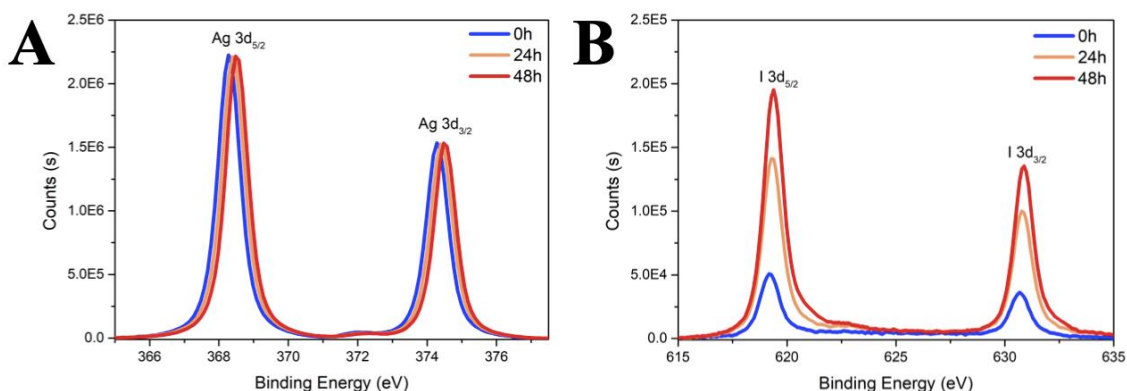 A
2.5E6
2.0E6
1.5E6
1.0E6
5.0E5
0.0
Counts (s)
Ag 3d5/2
Ag 3d3/2
0h
24h
48h
366
368
370
372
374
376
Binding Energy (eV)
B
2.5E5
2.0E5
1.5E5
1.0E5
5.0E4
0.0
Counts (s)
I 3d5/2
I 3d3/2
0h
24h
48h
615
620
625
630
635
Binding Energy (eV)